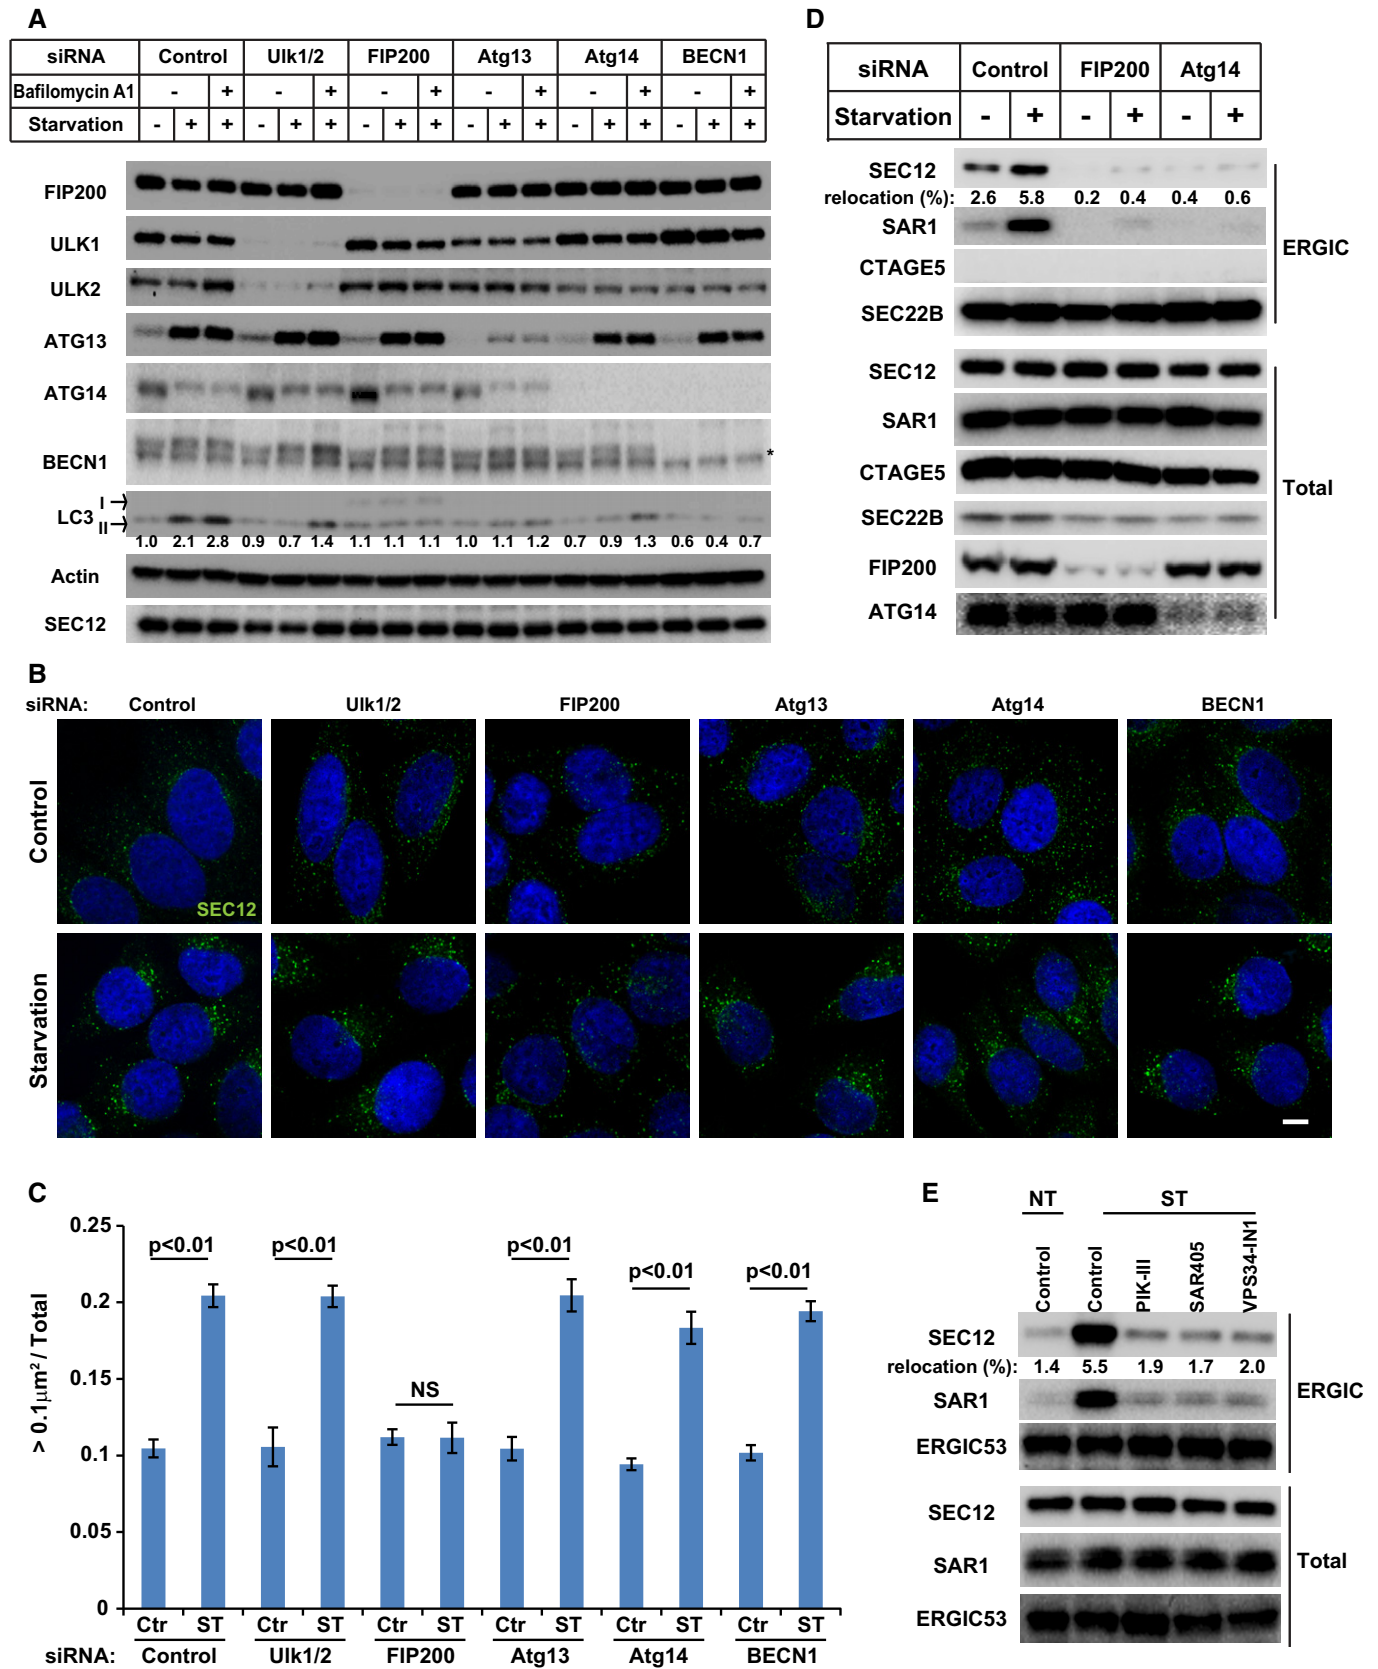 A
siRNA Control Ulk1/2 FIP200 Atg13 Atg14 BECN1
Bafilomycin A1 - + - + - + - + - + - +
Starvation - + + - + + - + + - + + - + + - + +
FIP200
ULK1
ULK2
ATG13
ATG14
BECN1 *
LC3 I
II
1.0 2.1 2.8 0.9 0.7 1.4 1.1 1.1 1.1 1.0 1.1 1.2 0.7 0.9 1.3 0.6 0.4 0.7
Actin
SEC12
D
siRNA Control FIP200 Atg14
Starvation - + - + - +
SEC12
relocation (%): 2.6 5.8 0.2 0.4 0.4 0.6
SAR1
CTAGE5
SEC22B
ERGIC
SEC12
SAR1
CTAGE5
SEC22B
FIP200
ATG14
Total
B
siRNA: Control Ulk1/2 FIP200 Atg13 Atg14 BECN1
Control
SEC12
Starvation
C
> 0.1μm² / Total
0.25
0.2
0.15
0.1
0.05
0
p<0.01 p<0.01 NS p<0.01 p<0.01 p<0.01
Ctr ST Ctr ST Ctr ST Ctr ST Ctr ST Ctr ST
siRNA: Control Ulk1/2 FIP200 Atg13 Atg14 BECN1
E
NT ST
Control Control PIK-III SAR405 VPS34-IN1
SEC12
relocation (%): 1.4 5.5 1.9 1.7 2.0
SAR1
ERGIC53
ERGIC
SEC12
SAR1
ERGIC53
Total